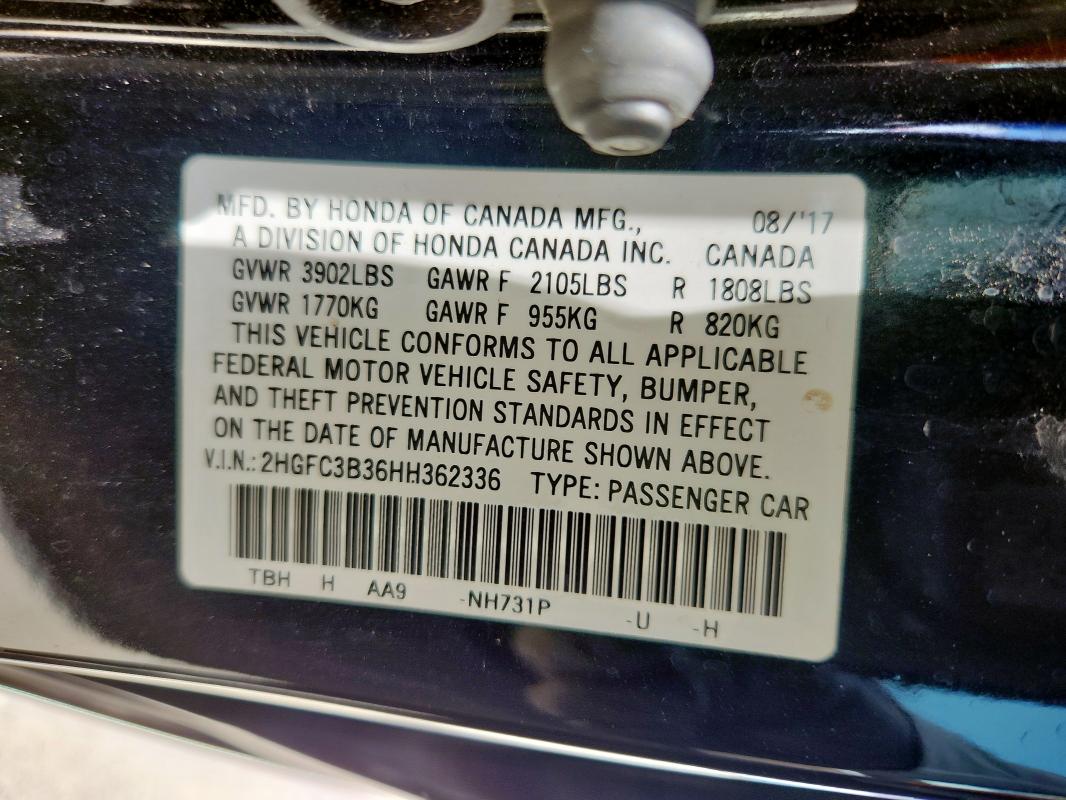 MFD. BY HONDA OF CANADA MFG., 08/'17
A DIVISION OF HONDA CANADA INC. CANADA
GVWR 3902LBS GAWR F 2105LBS R 1808LBS
GVWR 1770KG GAWR F 955KG R 820KG
THIS VEHICLE CONFORMS TO ALL APPLICABLE
FEDERAL MOTOR VEHICLE SAFETY, BUMPER,
AND THEFT PREVENTION STANDARDS IN EFFECT
ON THE DATE OF MANUFACTURE SHOWN ABOVE.
V.I.N.: 2HGFC3B36HH362336 TYPE: PASSENGER CAR
TBH H AA9 -NH731P -U -H